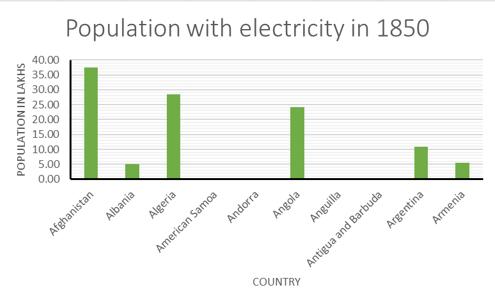 Population with electricity in 1850
POPULATION IN LAKHS
40.00
35.00
30.00
25.00
20.00
15.00
10.00
5.00
0.00
Afghanistan
Albania
Algeria
American Samoa
Andorra
Angola
Anguilla
Antigua and Barbuda
Argentina
Armenia
COUNTRY